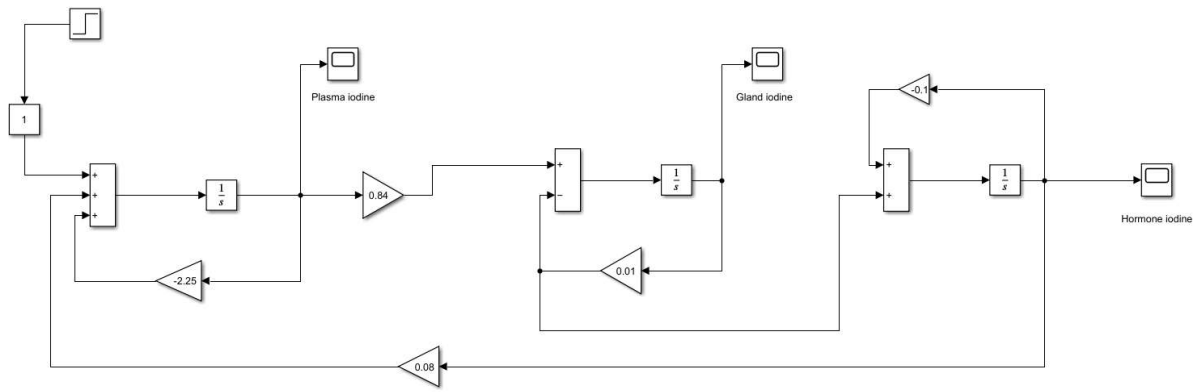 1
Plasma iodine
+
+
+
1
s
0.84
-2.25
0.08
Gland iodine
+
−
1
s
0.01
-0.1
+
+
1
s
Hormone iodine